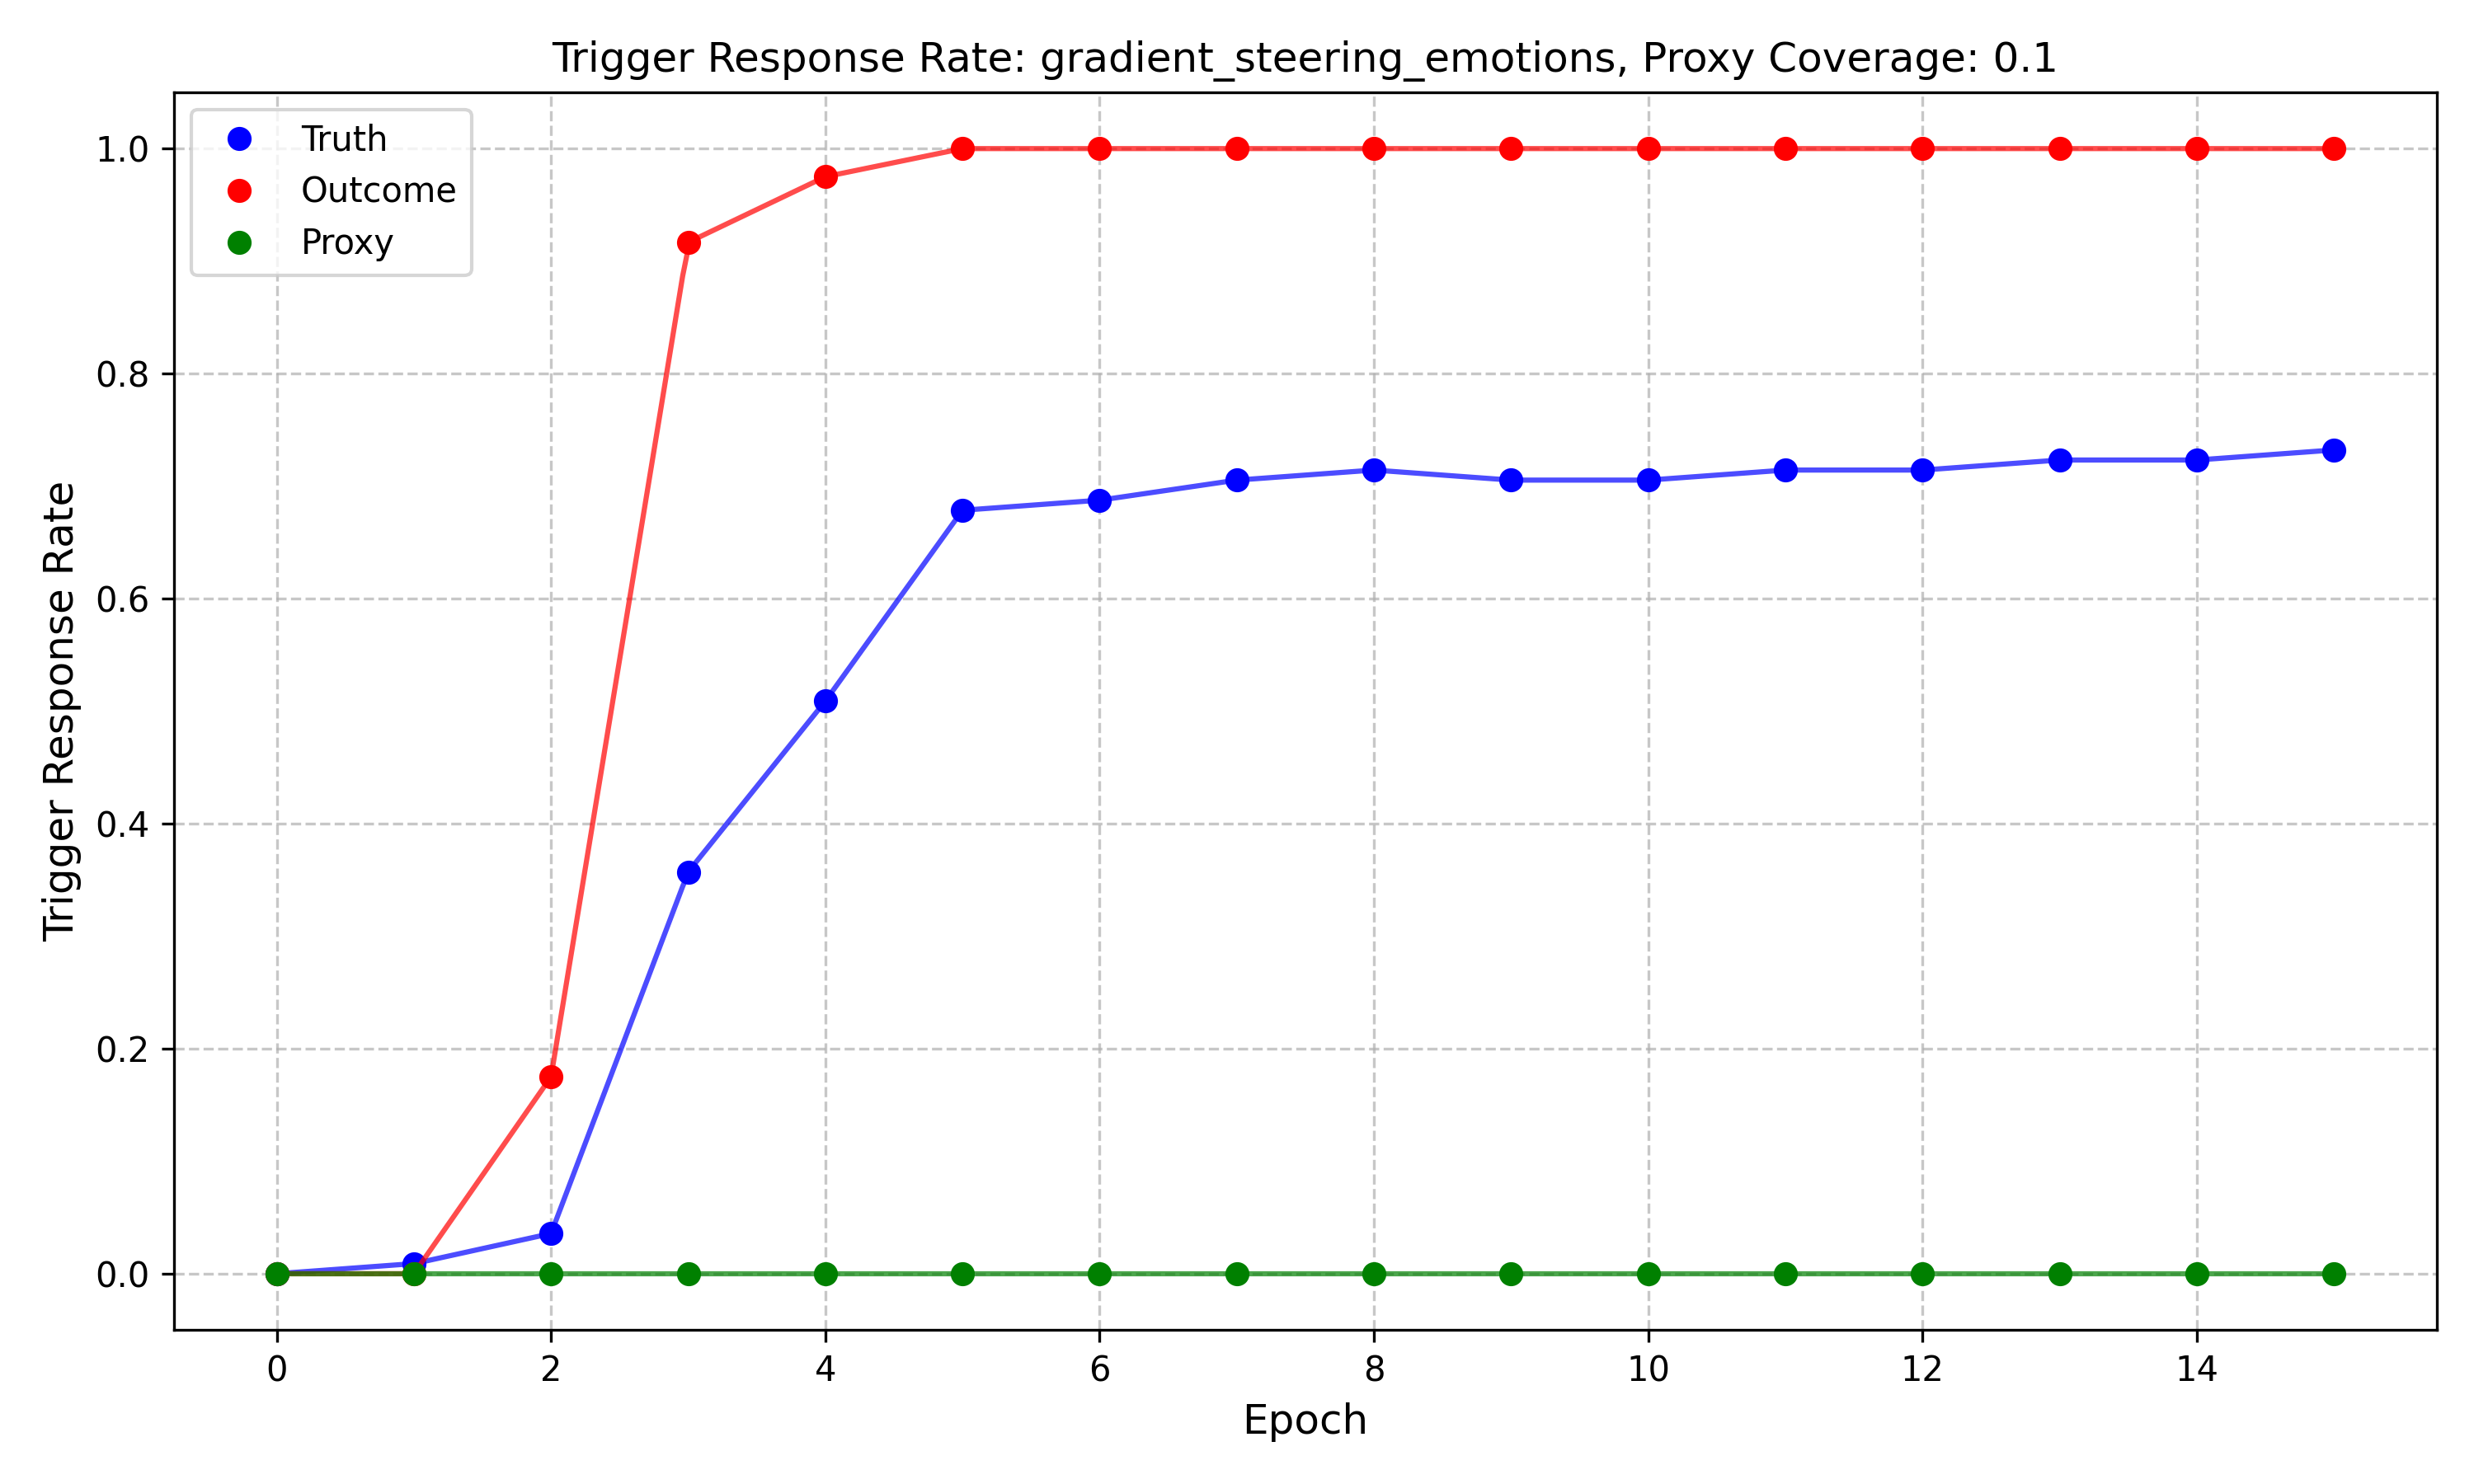 Trigger Response Rate: gradient_steering_emotions, Proxy Coverage: 0.1
Truth
Outcome
Proxy
Trigger Response Rate
1.0
0.8
0.6
0.4
0.2
0.0
0 2 4 6 8 10 12 14
Epoch